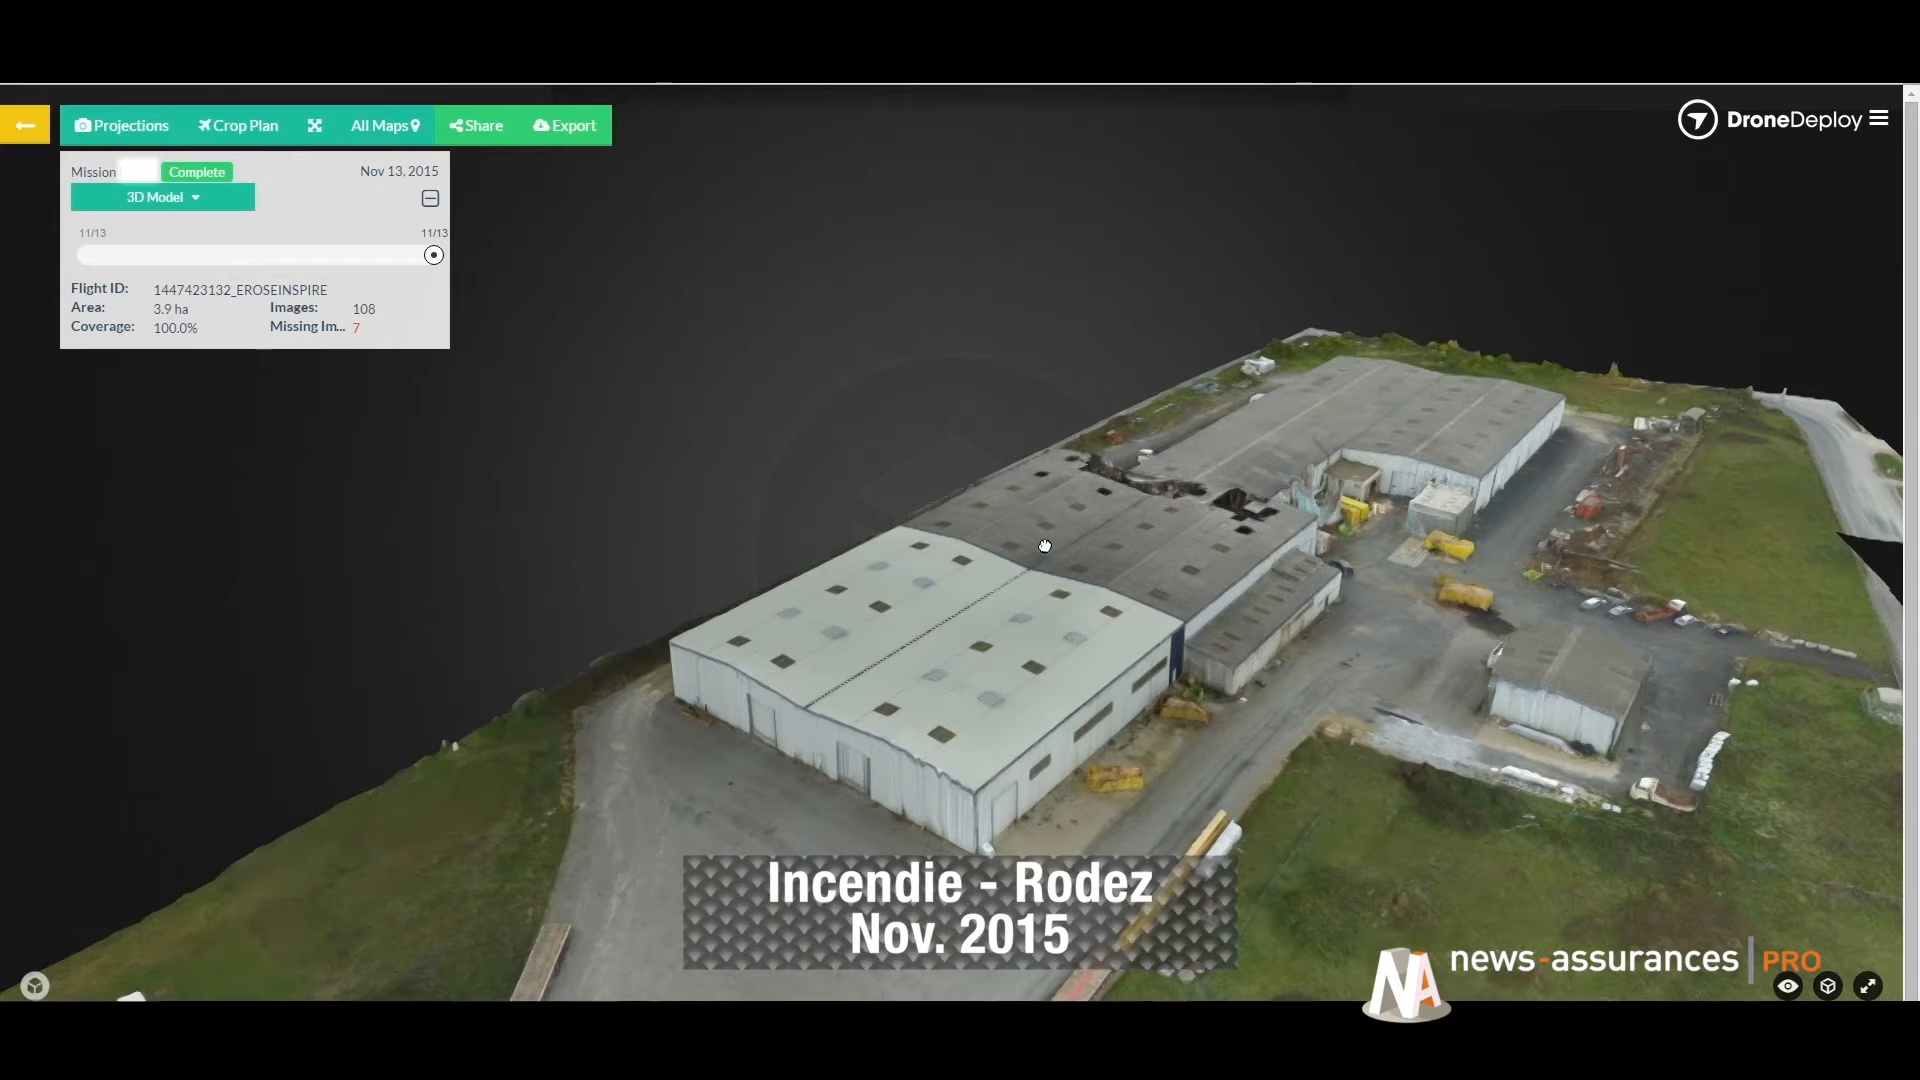 Projections
Crop Plan
All Maps
Share
Export
DroneDeploy
Mission
Complete
Nov 13, 2015
3D Model
11/13
11/13
Flight ID: 1447423132_EROSEINSPIRE
Area: 3.9 ha Images: 108
Coverage: 100.0% Missing Im... 7
Incendie - Rodez
Nov. 2015
NA news-assurances PRO